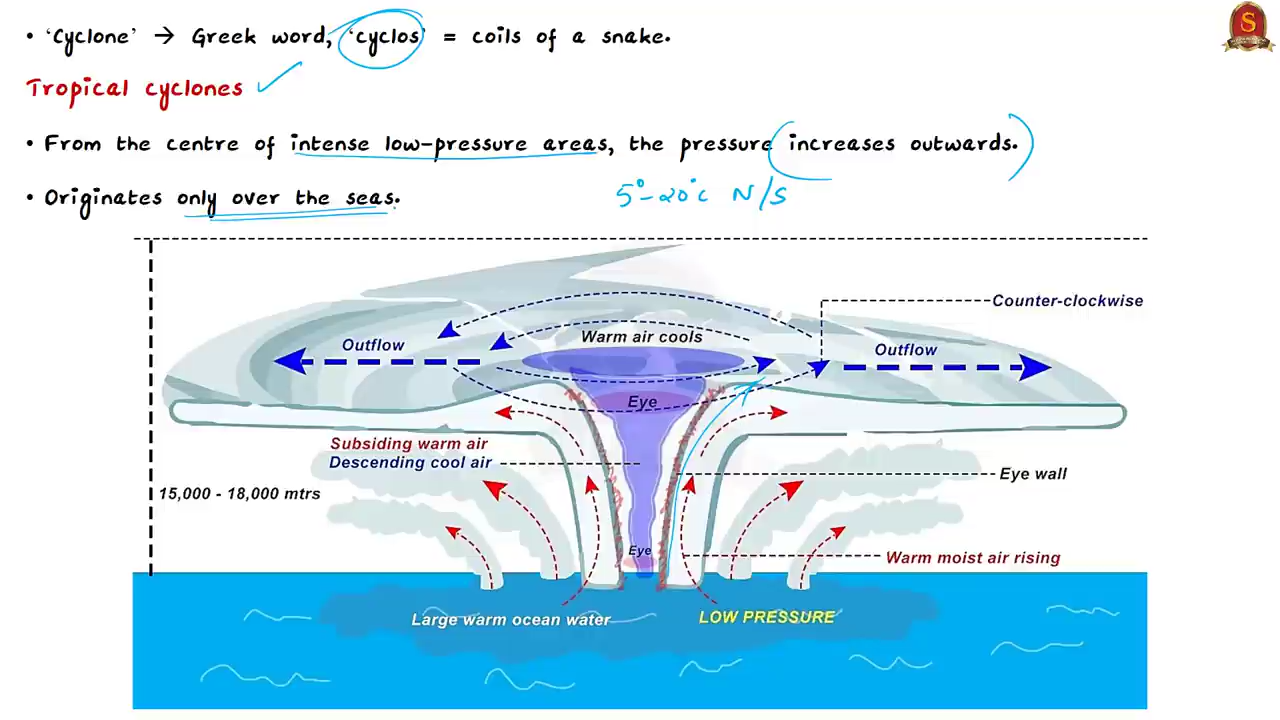 • 'Cyclone' → Greek word, 'cyclos' = coils of a snake.
Tropical cyclones
• From the centre of intense low-pressure areas, the pressure increases outwards.
• Originates only over the seas.
5° - 20°C N/S
Counter-clockwise
Warm air cools
Outflow
Outflow
Eye
Subsiding warm air
Descending cool air
Eye wall
15,000 - 18,000 mtrs
Eye
Warm moist air rising
Large warm ocean water
LOW PRESSURE
S